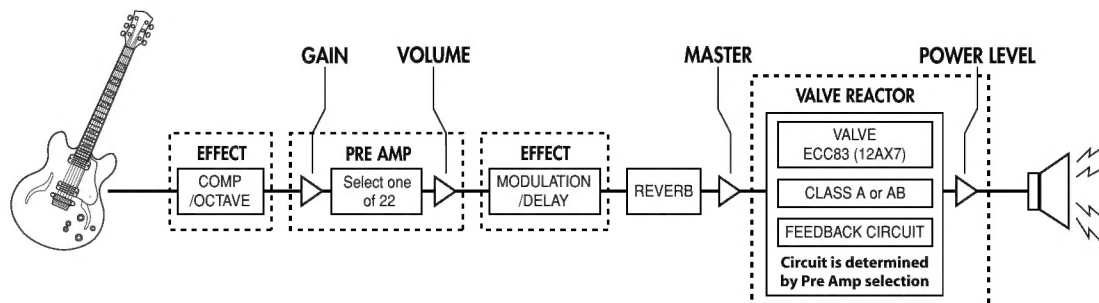 GAIN
VOLUME
MASTER
POWER LEVEL
VALVE REACTOR
EFFECT
COMP
/OCTAVE
PRE AMP
Select one
of 22
EFFECT
MODULATION
/DELAY
REVERB
VALVE
ECC83 (12AX7)
CLASS A or AB
FEEDBACK CIRCUIT
Circuit is determined
by Pre Amp selection